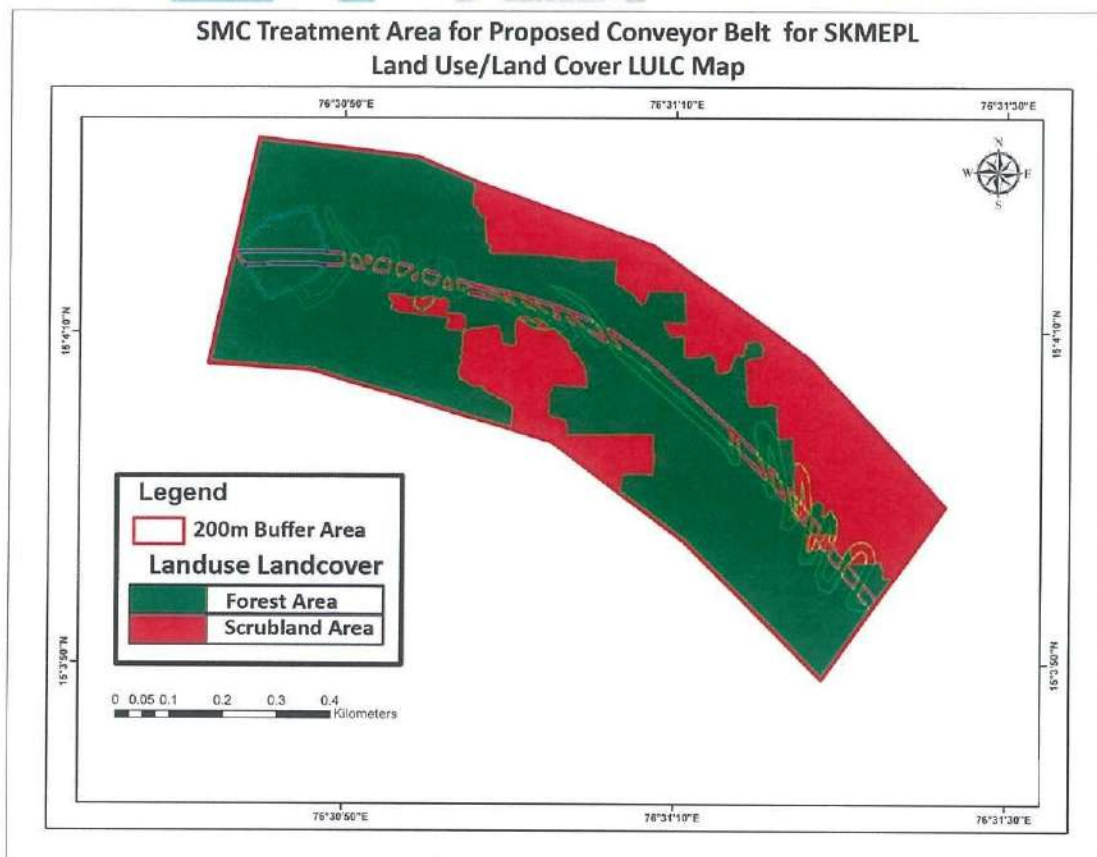 SMC Treatment Area for Proposed Conveyor Belt for SKMEPL
Land Use/Land Cover LULC Map
76°30'50"E 76°31'10"E 76°31'30"E
N
W E
S
15°4'10"N 15°4'10"N
Legend
200m Buffer Area
Landuse Landcover
Forest Area
Scrubland Area
15°3'50"N 15°3'50"N
0 0.05 0.1 0.2 0.3 0.4
Kilometers
76°30'50"E 76°31'10"E 76°31'30"E